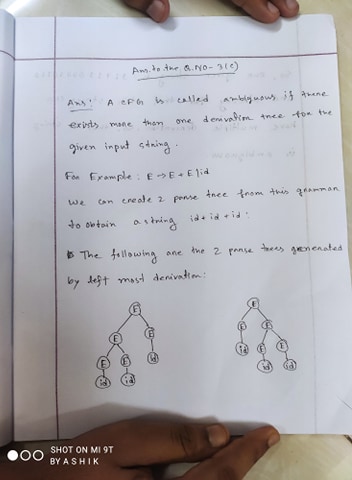 Ans. to the Q. NO - 3(c)
Ans: A CFG is called ambiguous if there
exists more than one derivation tree for the
given input string.
For Example: E → E + E | id
We can create 2 parse tree from this grammar
to obtain a string id + id + id :
The following are the 2 parse trees generated
by left most derivation:
E E
E E E E
E E id id E E
id id id id
SHOT ON MI 9T
BY ASHIK